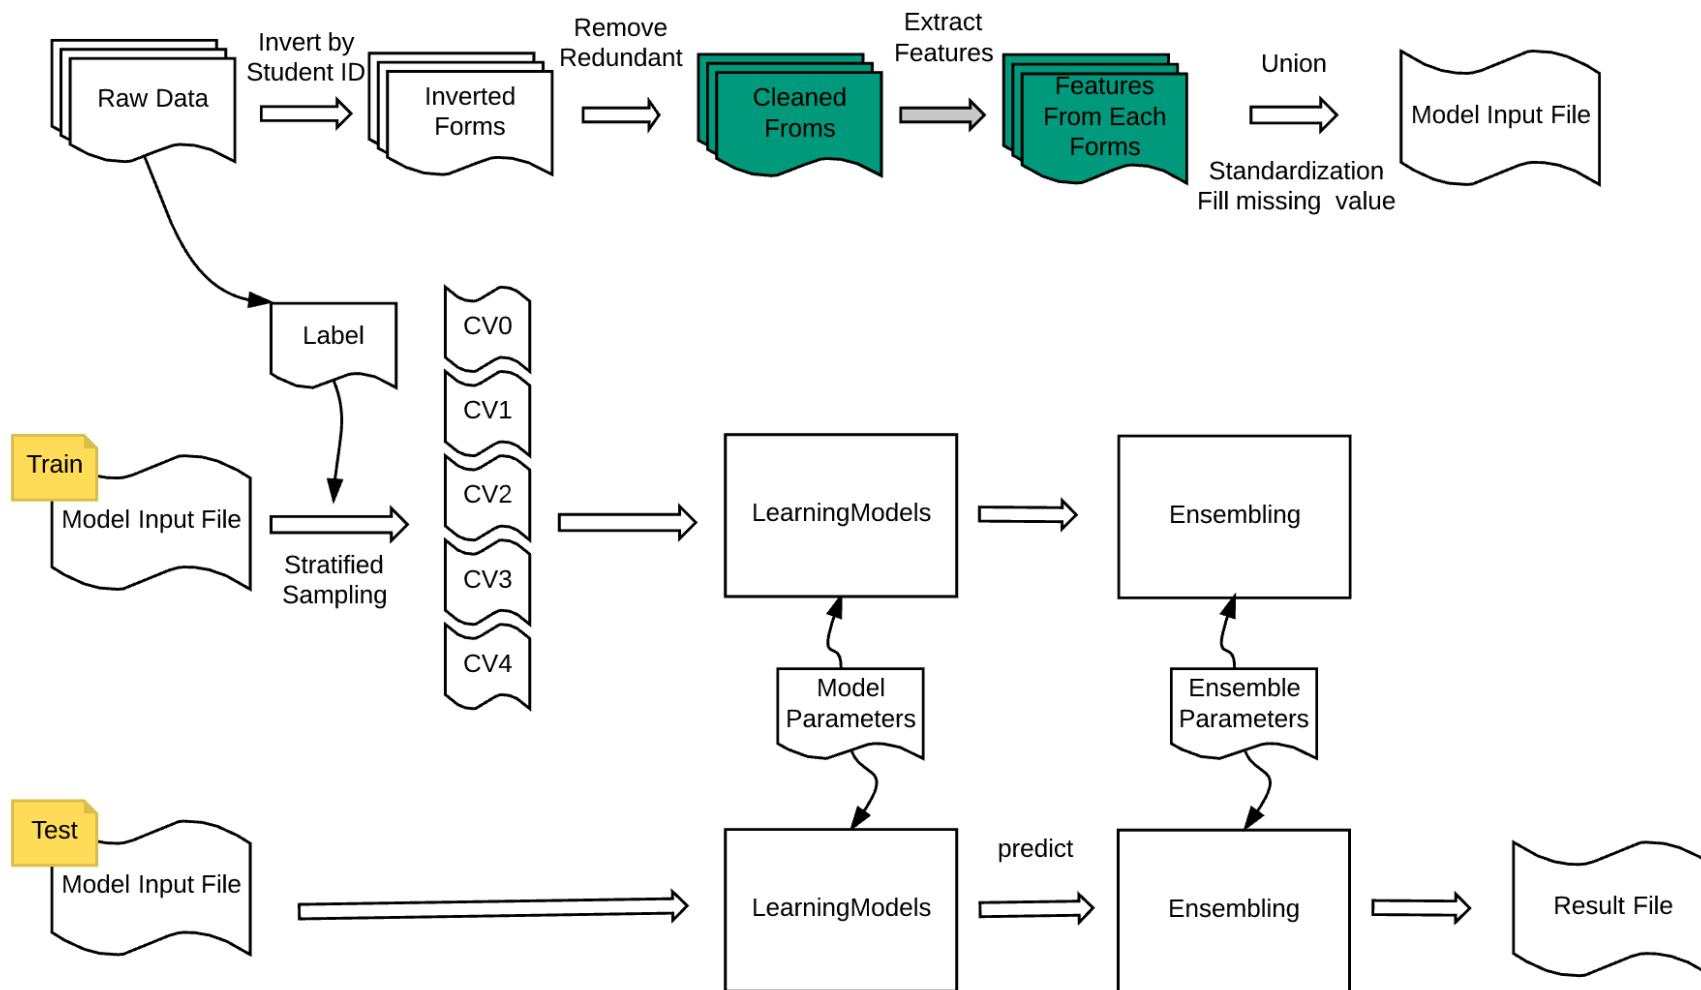 Raw Data
Invert by
Student ID
Inverted
Forms
Remove
Redundant
Cleaned
Froms
Extract
Features
Features
From Each
Forms
Union
Standardization
Fill missing value
Model Input File
Label
CV0
CV1
CV2
CV3
CV4
Train
Model Input File
Stratified
Sampling
LearningModels
Ensembling
Model
Parameters
Ensemble
Parameters
Test
Model Input File
LearningModels
predict
Ensembling
Result File